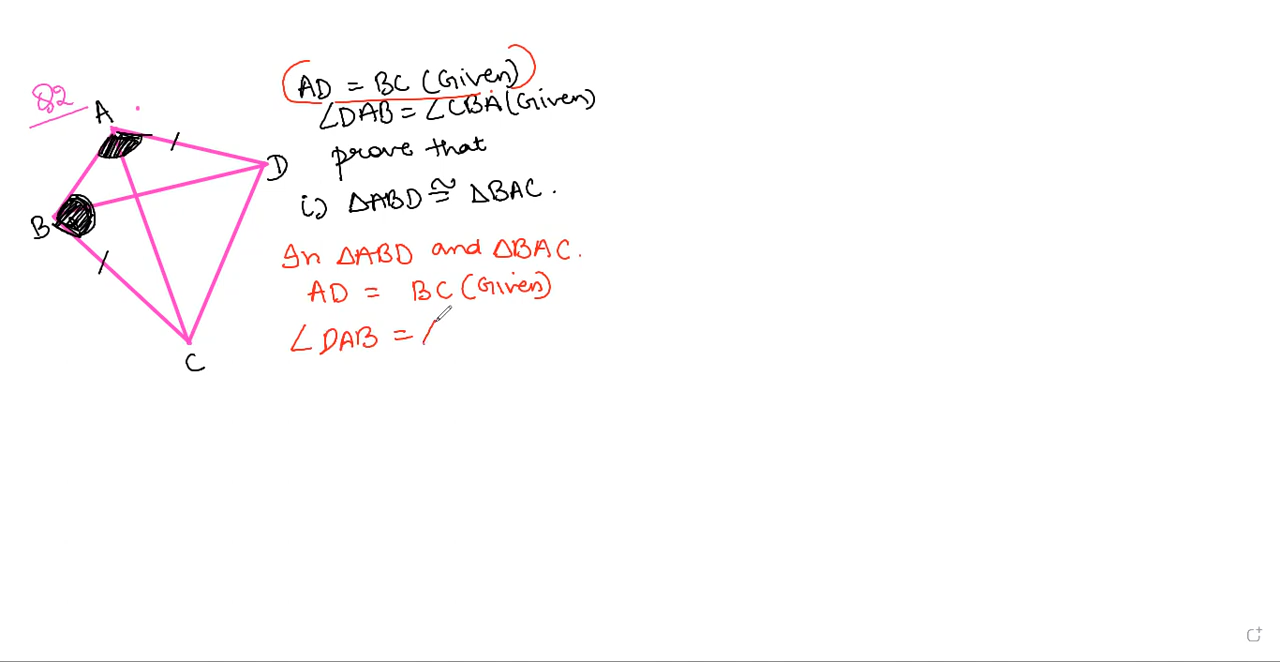 Q2
A
D
B
C
AD = BC (Given)
∠DAB = ∠CBA (Given)
prove that
i) △ABD ≅ △BAC.
In △ABD and △BAC.
AD = BC (Given)
∠DAB =